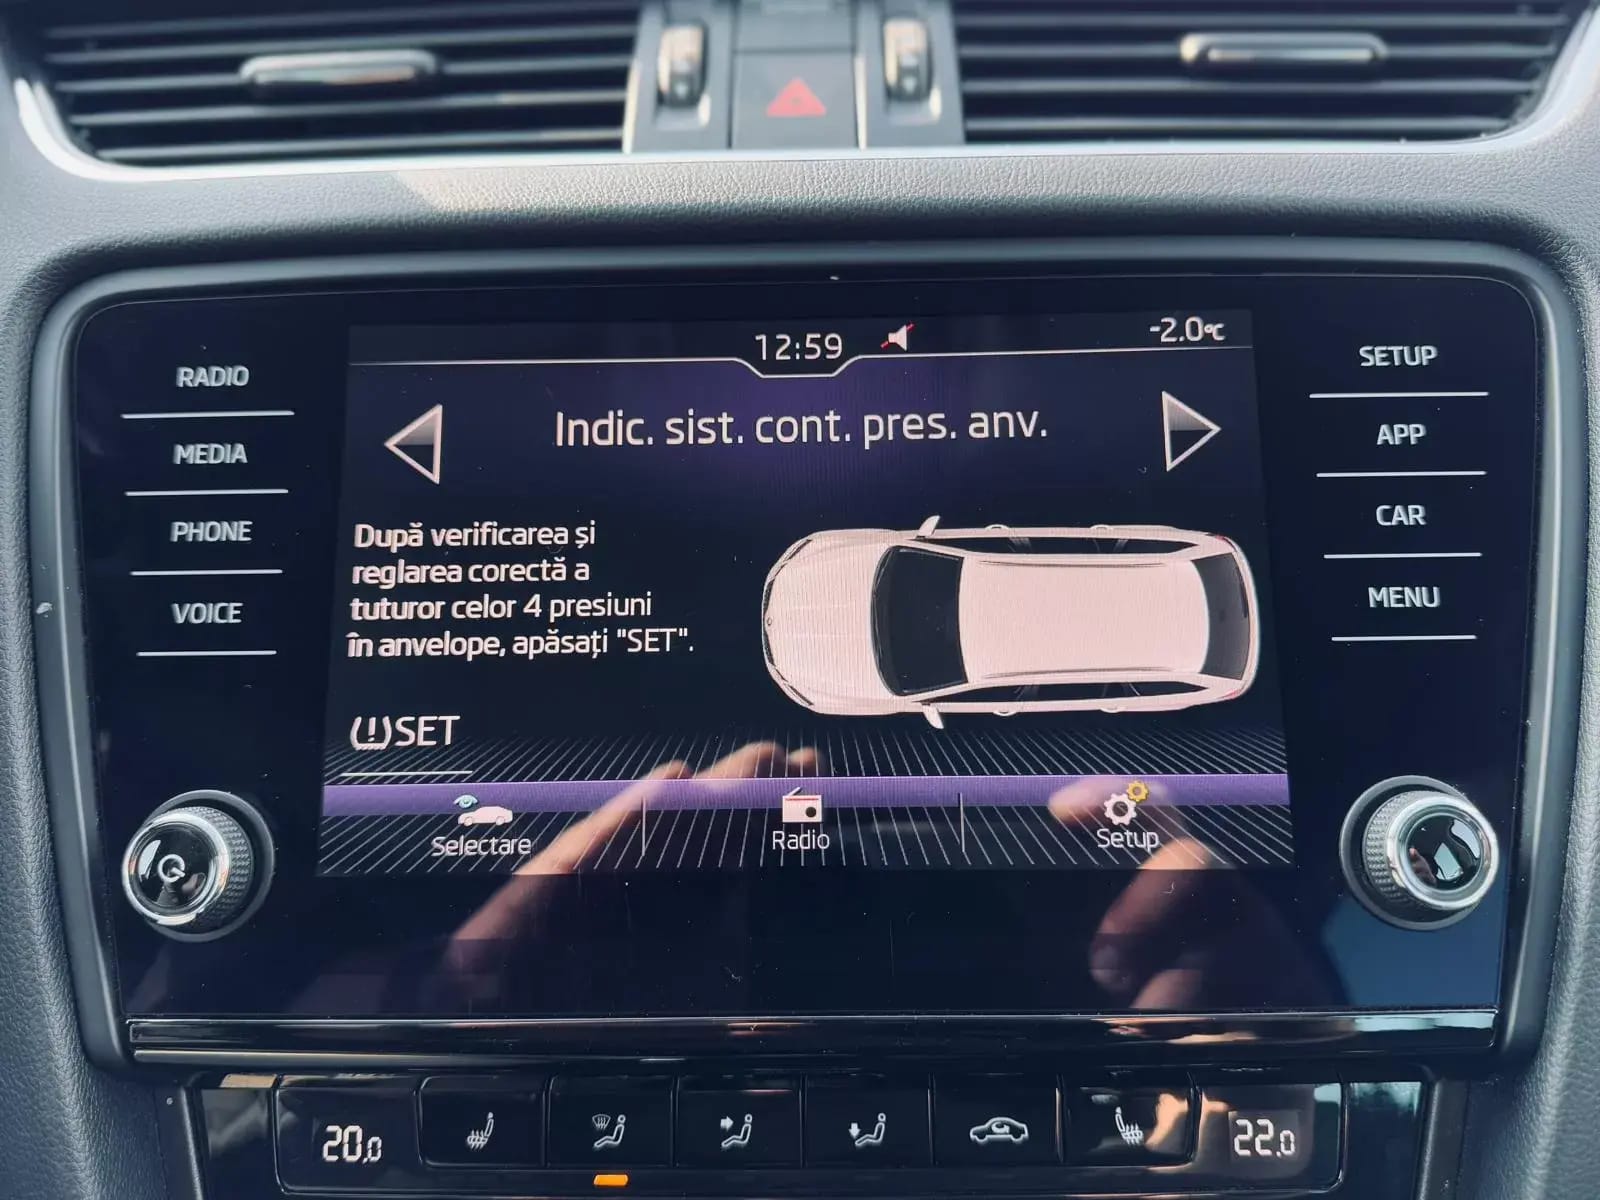 12:59
-2.0°C
RADIO
MEDIA
PHONE
VOICE
Indic. sist. cont. pres. anv.
După verificarea și
reglarea corectă a
tuturor celor 4 presiuni
în anvelope, apăsați "SET".
SET
Selectare
Radio
Setup
SETUP
APP
CAR
MENU
20.0
22.0